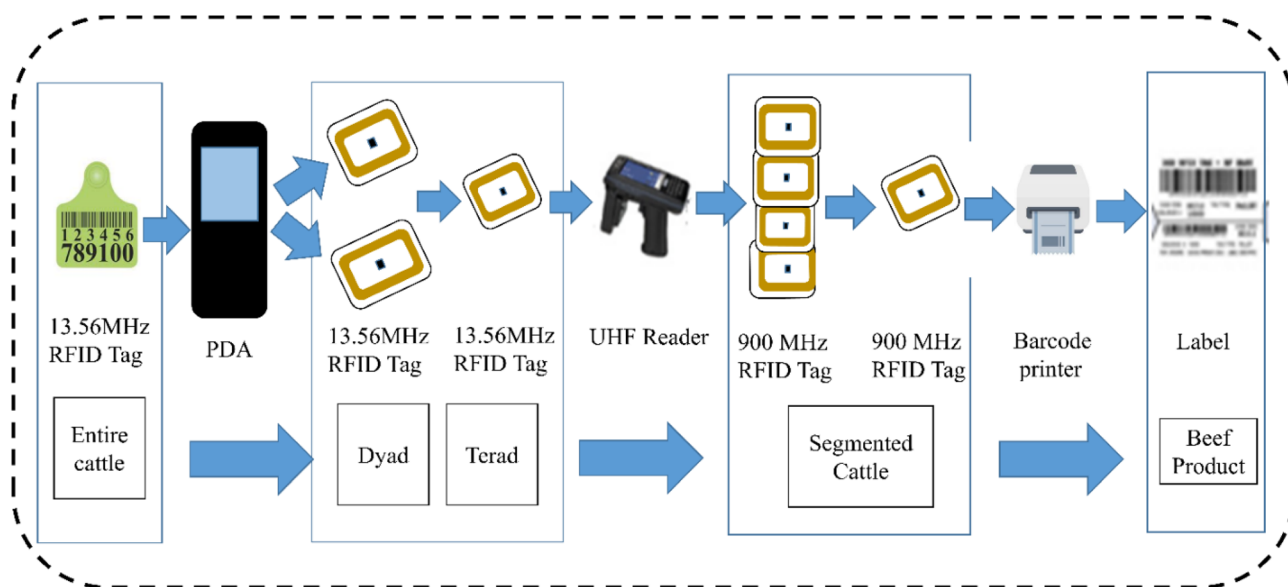 1 2 3 4 5 6
789100
13.56MHz
RFID Tag
PDA
13.56MHz
RFID Tag
13.56MHz
RFID Tag
UHF Reader
900 MHz
RFID Tag
900 MHz
RFID Tag
Barcode
printer
Label
Entire
cattle
Dyad
Terad
Segmented
Cattle
Beef
Product